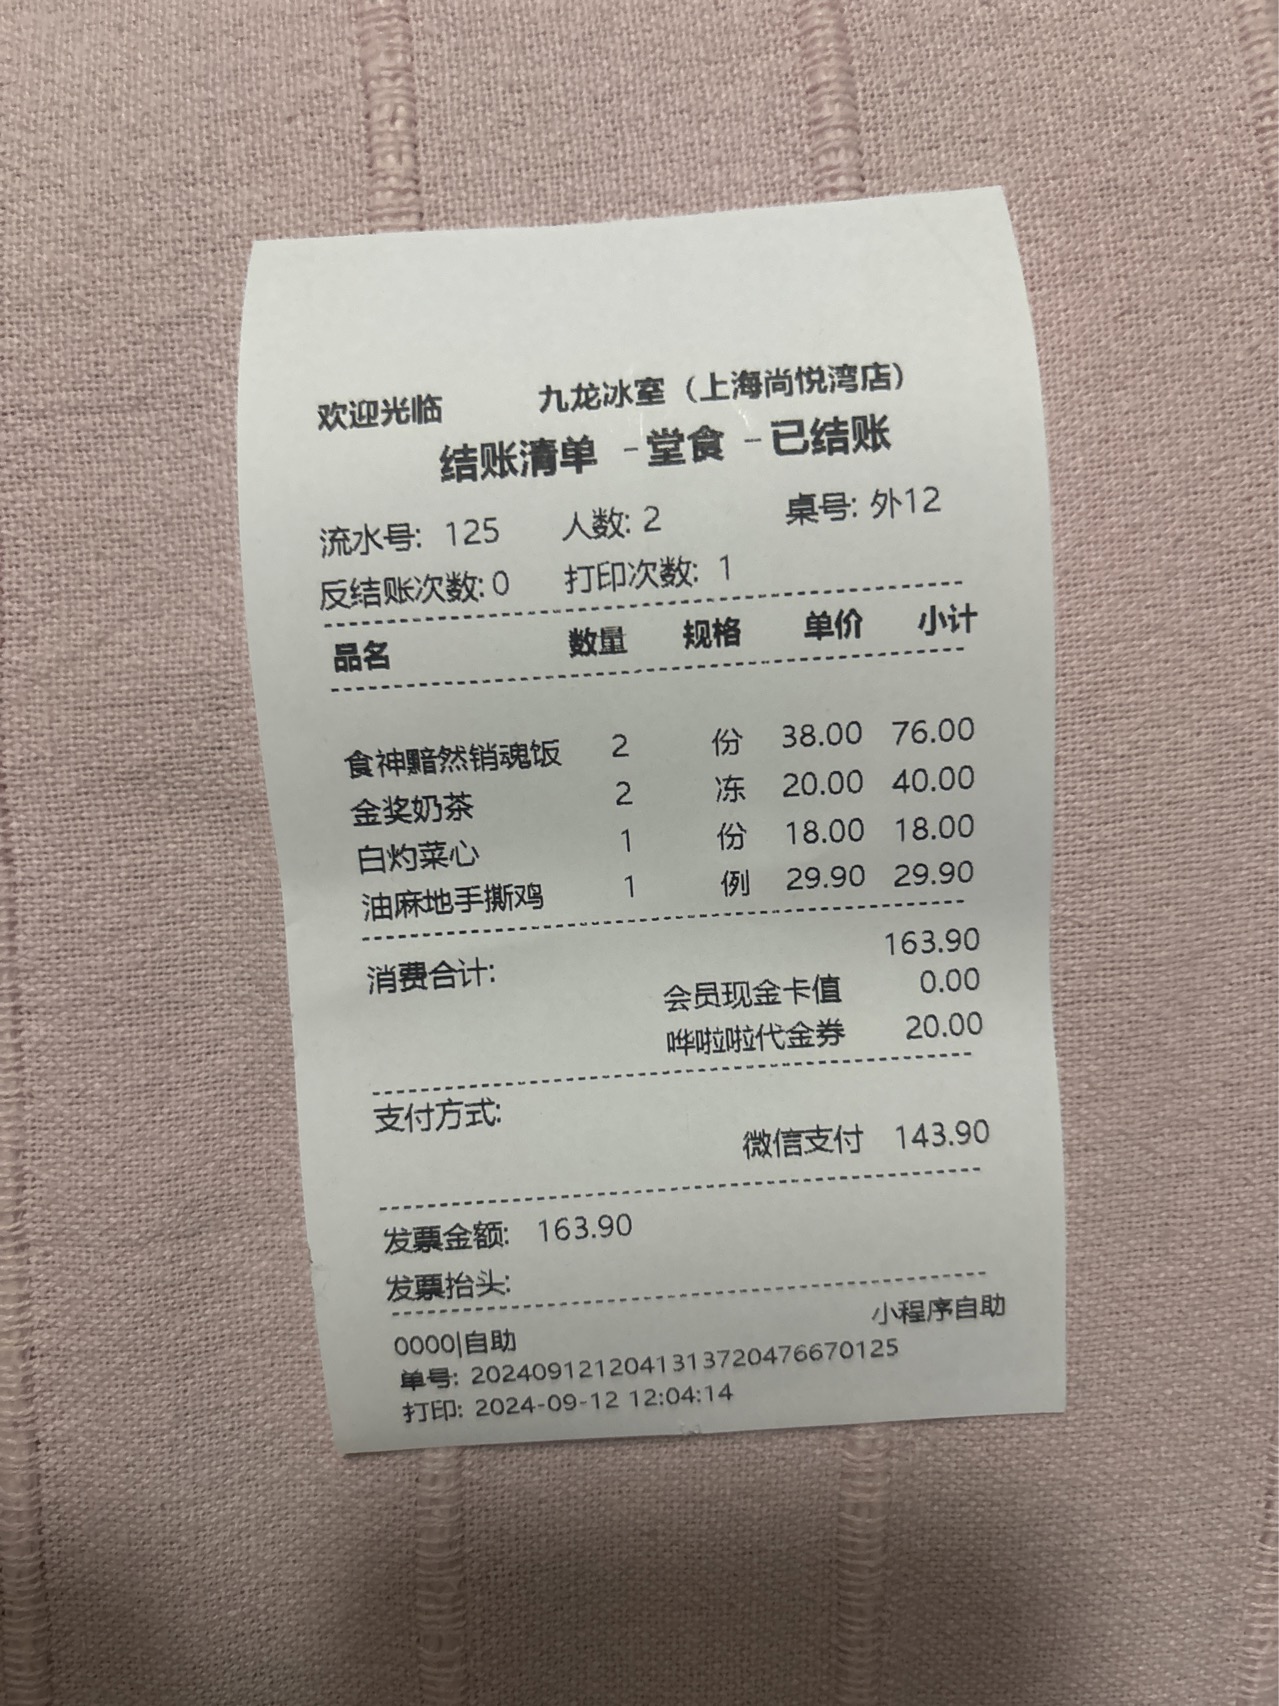 欢迎光临 九龙冰室（上海尚悦湾店）
结账清单 - 堂食 - 已结账
流水号: 125 人数: 2 桌号: 外12
反结账次数: 0 打印次数: 1
品名 数量 规格 单价 小计
食神黯然销魂饭 2 份 38.00 76.00
金奖奶茶 2 冻 20.00 40.00
白灼菜心 1 份 18.00 18.00
油麻地手撕鸡 1 例 29.90 29.90
消费合计: 163.90
会员现金卡值 0.00
哗啦啦代金券 20.00
支付方式:
微信支付 143.90
发票金额: 163.90
发票抬头:
0000|自助 小程序自助
单号: 2024091212041313720476670125
打印: 2024-09-12 12:04:14